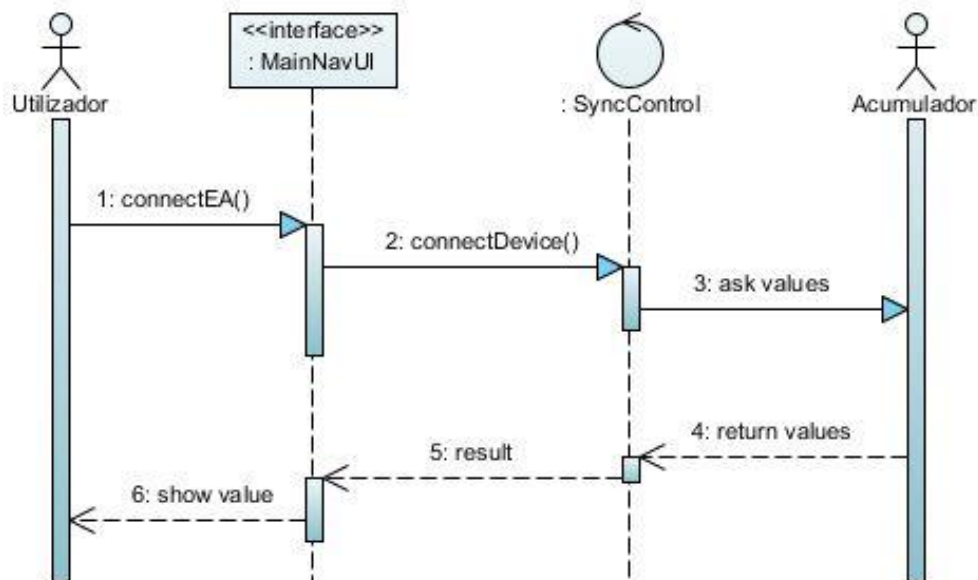 <<interface>>
: MainNavUI
Utilizador
: SyncControl
Acumulador
1: connectEA()
2: connectDevice()
3: ask values
4: return values
5: result
6: show value